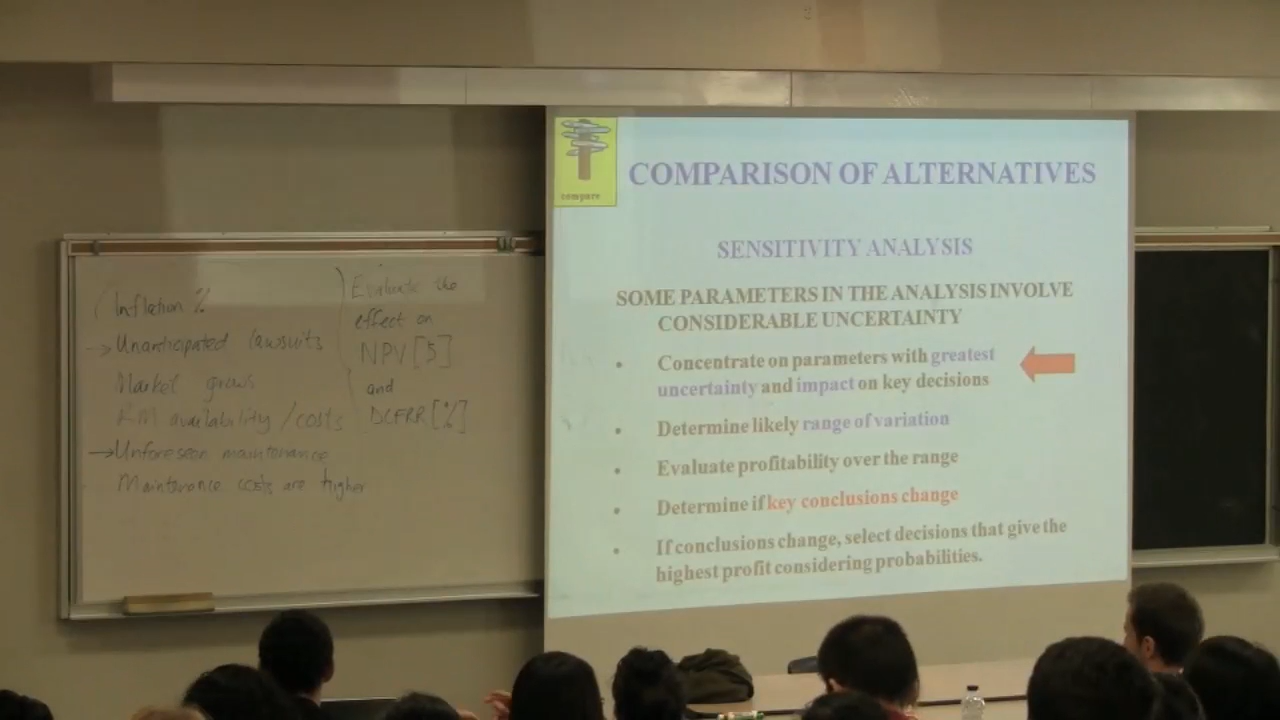 Inflation %
→ Unanticipated lawsuits
Market grows
RM availability / costs
→ Unforeseen maintenance
Maintenance costs are higher
Evaluate the
effect on
NPV [$]
and
DCFRR [%]
compare
COMPARISON OF ALTERNATIVES
SENSITIVITY ANALYSIS
SOME PARAMETERS IN THE ANALYSIS INVOLVE
CONSIDERABLE UNCERTAINTY
• Concentrate on parameters with greatest
uncertainty and impact on key decisions
• Determine likely range of variation
• Evaluate profitability over the range
• Determine if key conclusions change
• If conclusions change, select decisions that give the
highest profit considering probabilities.